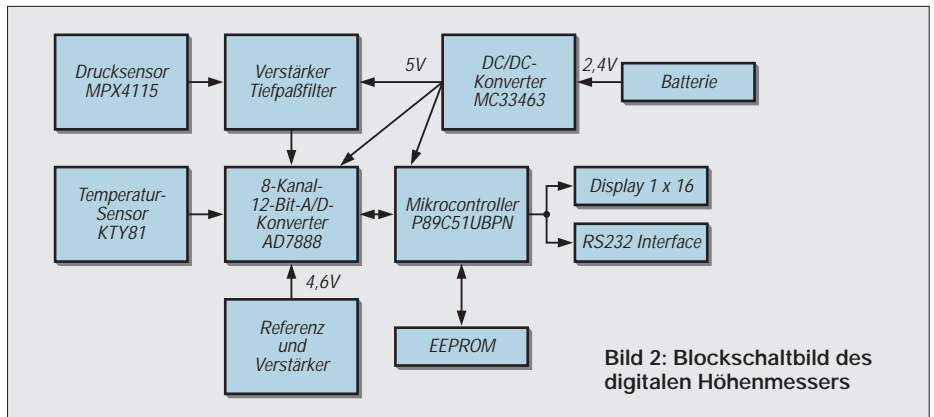 Drucksensor
MPX4115
Verstärker
Tiefpaßfilter
5V
DC/DC-
Konverter
MC33463
2,4V
Batterie
Temperatur-
Sensor
KTY81
8-Kanal-
12-Bit-A/D-
Konverter
AD7888
Mikrocontroller
P89C51UBPN
Display 1 x 16
RS232 Interface
4,6V
Referenz
und
Verstärker
EEPROM
Bild 2: Blockschaltbild des
digitalen Höhenmessers